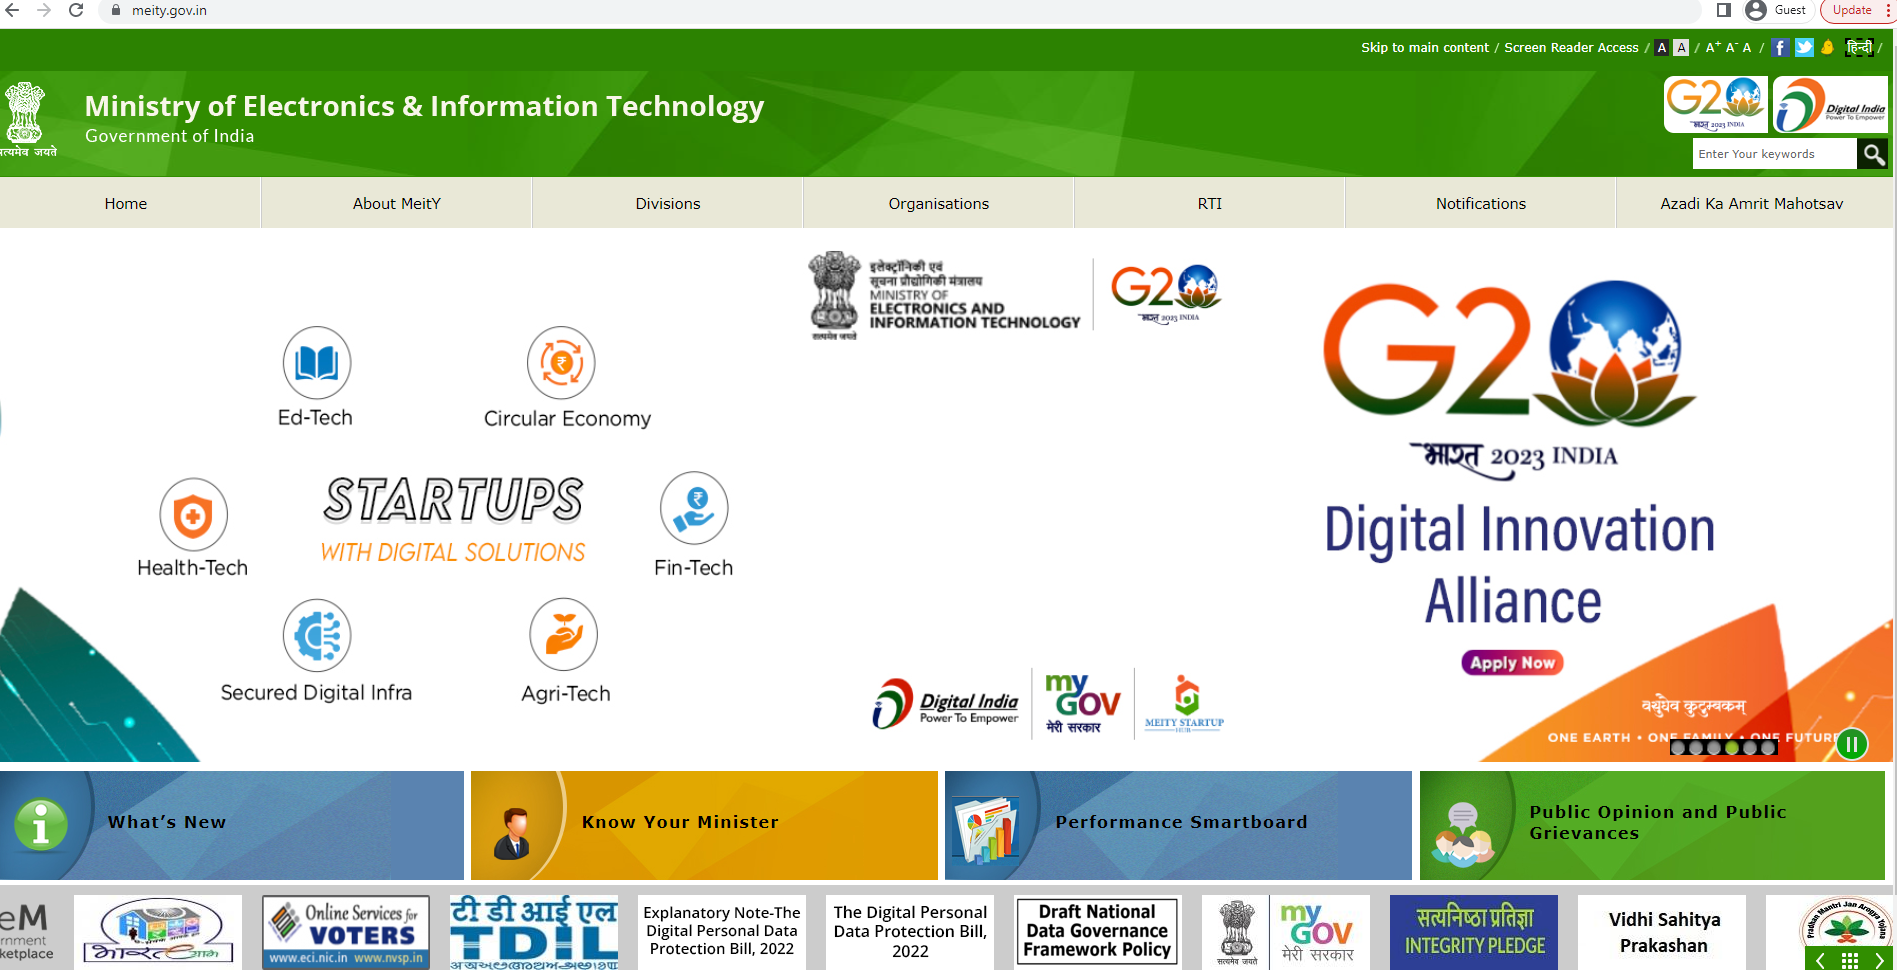 meity.gov.in
Guest
Update
Skip to main content / Screen Reader Access / A A / A+ A- A / हिन्दी /
Ministry of Electronics & Information Technology
Government of India
सत्यमेव जयते
G20
भारत 2023 INDIA
Digital India
Power To Empower
Enter Your keywords
Home
About MeitY
Divisions
Organisations
RTI
Notifications
Azadi Ka Amrit Mahotsav
इलेक्ट्रॉनिकी एवं
सूचना प्रौद्योगिकी मंत्रालय
MINISTRY OF
ELECTRONICS AND
INFORMATION TECHNOLOGY
सत्यमेव जयते
G20
भारत 2023 INDIA
Ed-Tech
Circular Economy
Health-Tech
STARTUPS
WITH DIGITAL SOLUTIONS
Fin-Tech
Secured Digital Infra
Agri-Tech
G20
भारत 2023 INDIA
Digital Innovation
Alliance
Apply Now
Digital India
Power To Empower
my
GOV
मेरी सरकार
MEITY STARTUP
HUB
वसुधैव कुटुम्बकम्
ONE EARTH • ONE FAMILY • ONE FUTURE
What's New
Know Your Minister
Performance Smartboard
Public Opinion and Public
Grievances
eM
rnment
ketplace
Online Services for
VOTERS
www.eci.nic.in www.nvsp.in
टी डी आई एल
TDIL
Explanatory Note-The
Digital Personal Data
Protection Bill, 2022
The Digital Personal
Data Protection Bill,
2022
Draft National
Data Governance
Framework Policy
सत्यमेव जयते
my
GOV
मेरी सरकार
सत्यनिष्ठा प्रतिज्ञा
INTEGRITY PLEDGE
Vidhi Sahitya
Prakashan
Pradhan Mantri Jan Arogya Yojana